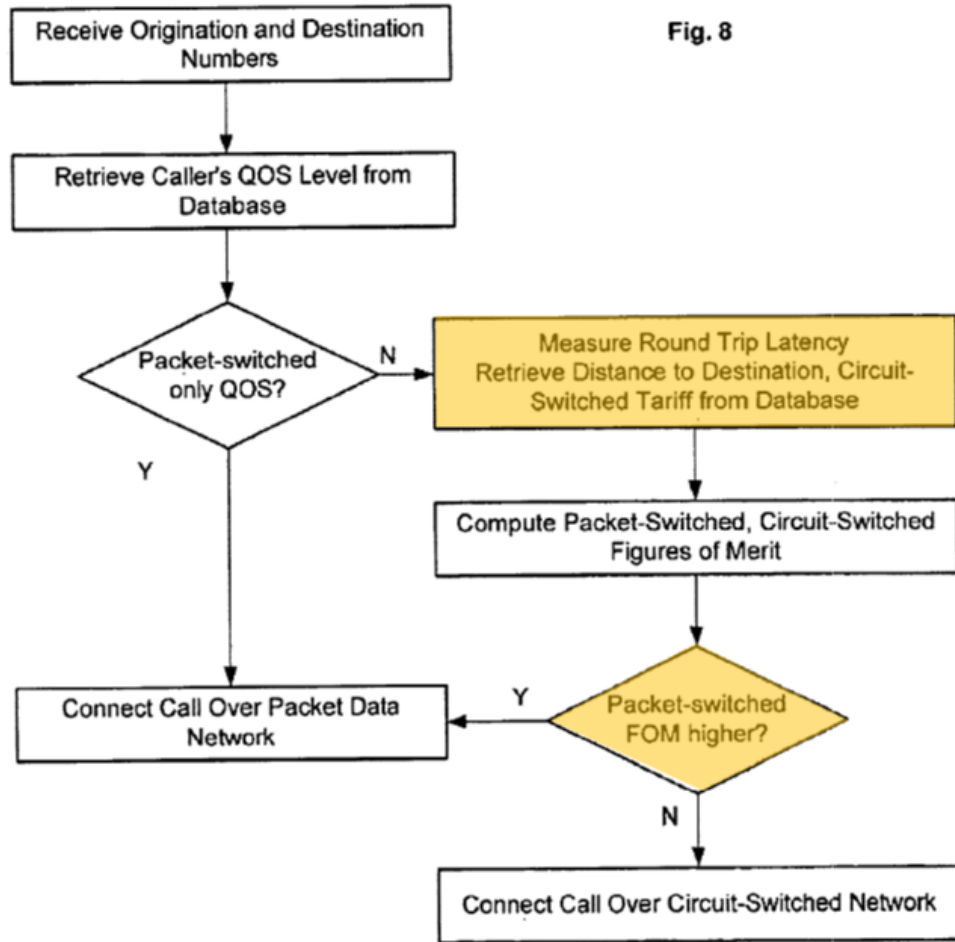 Receive Origination and Destination
Numbers
Fig. 8
Retrieve Caller's QOS Level from
Database
Packet-switched
only QOS?
N
Measure Round Trip Latency
Retrieve Distance to Destination, Circuit-
Switched Tariff from Database
Y
Compute Packet-Switched, Circuit-Switched
Figures of Merit
Connect Call Over Packet Data
Network
Y
Packet-switched
FOM higher?
N
Connect Call Over Circuit-Switched Network